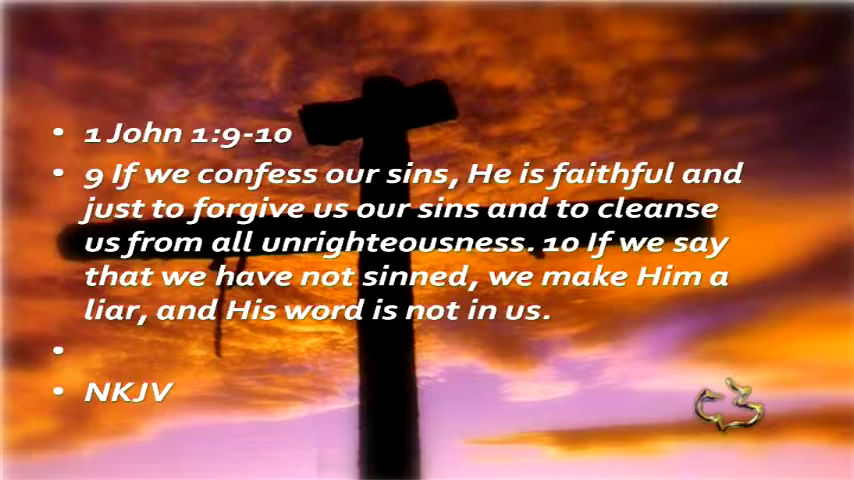 • 1 John 1:9-10
• 9 If we confess our sins, He is faithful and
just to forgive us our sins and to cleanse
us from all unrighteousness. 10 If we say
that we have not sinned, we make Him a
liar, and His word is not in us.
•
• NKJV